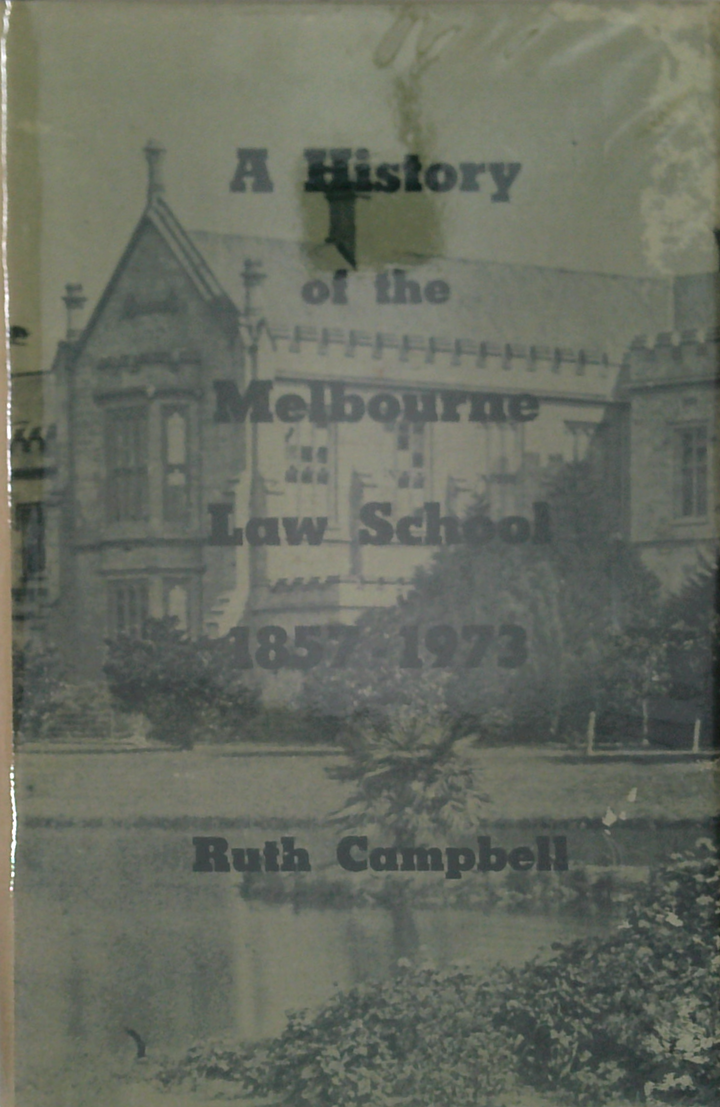 A History
of the
Melbourne
Law School
1857-1973
Ruth Campbell